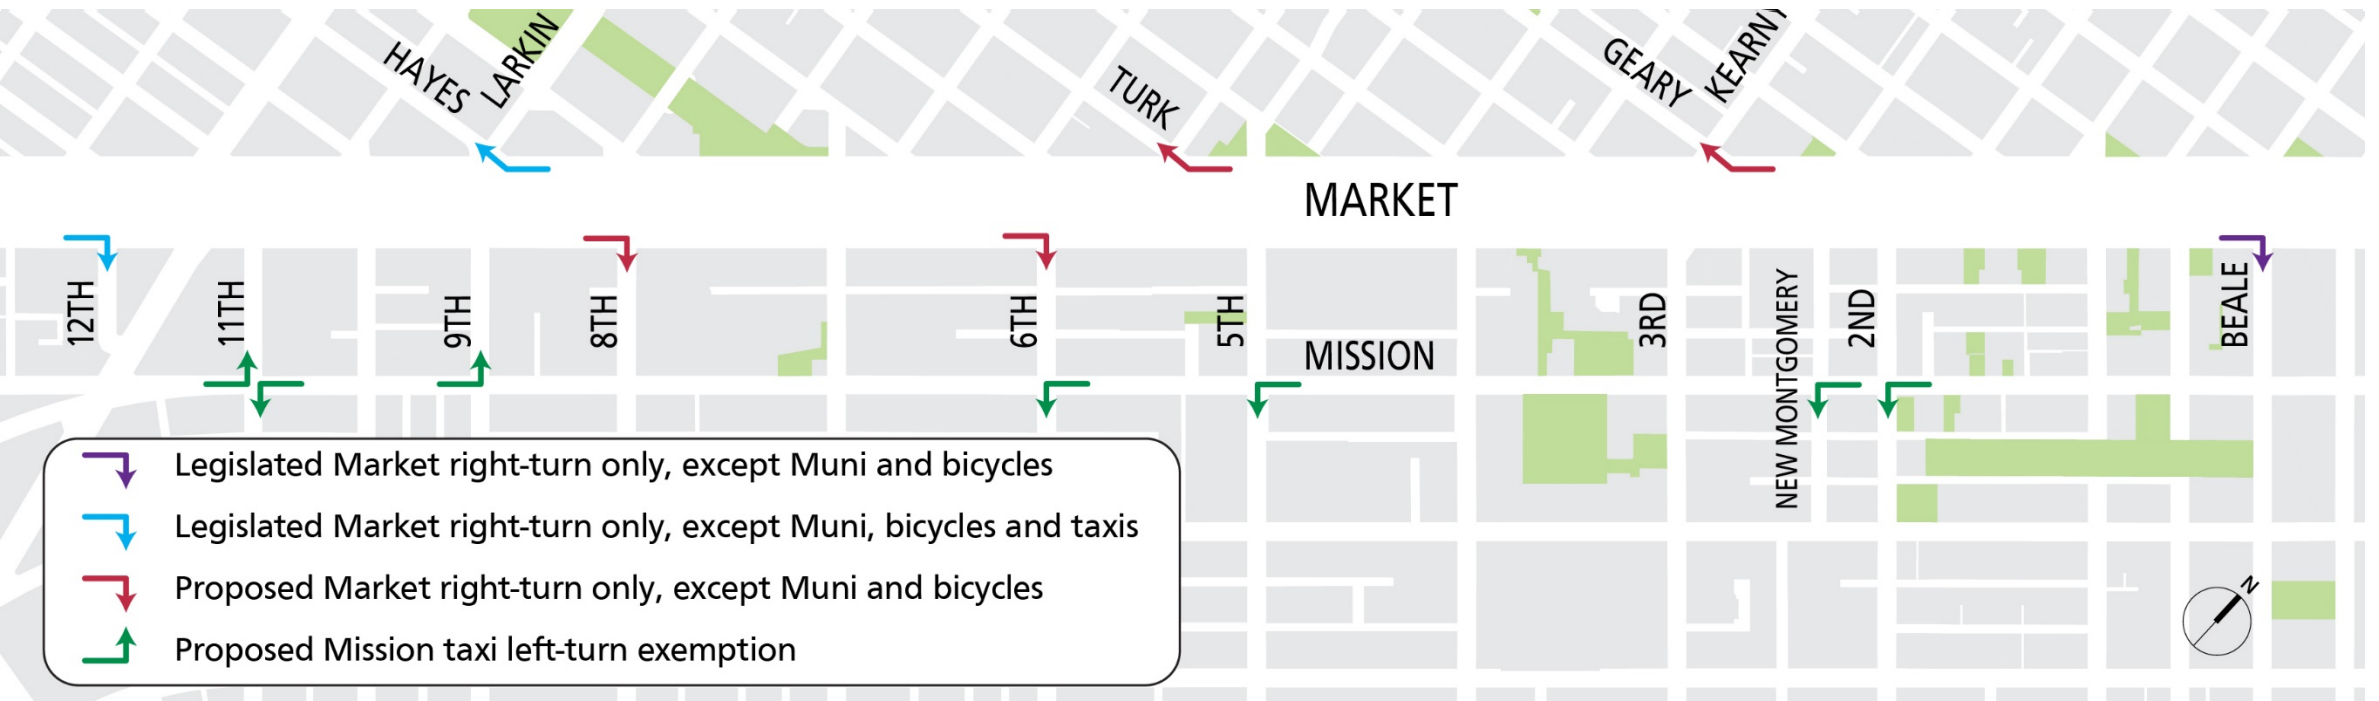 HAYES
LARKIN
TURK
GEARY
KEARNY
MARKET
12TH
11TH
9TH
8TH
6TH
5TH
MISSION
3RD
NEW MONTGOMERY
2ND
BEALE
Legislated Market right-turn only, except Muni and bicycles
Legislated Market right-turn only, except Muni, bicycles and taxis
Proposed Market right-turn only, except Muni and bicycles
Proposed Mission taxi left-turn exemption
N